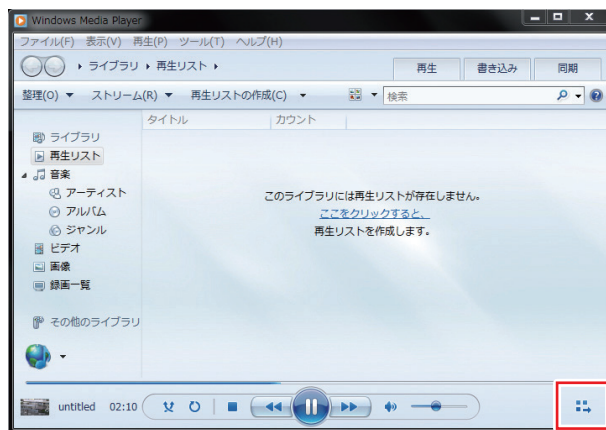 Windows Media Player
ファイル(F) 表示(V) 再生(P) ツール(T) ヘルプ(H)
ライブラリ 再生リスト
再生 書き込み 同期
整理(O) ストリーム(R) 再生リストの作成(C) 検索
タイトル カウント
ライブラリ
再生リスト
音楽
アーティスト
アルバム
ジャンル
ビデオ
画像
録画一覧
その他のライブラリ
このライブラリには再生リストが存在しません。
ここをクリックすると、
再生リストを作成します。
untitled 02:10